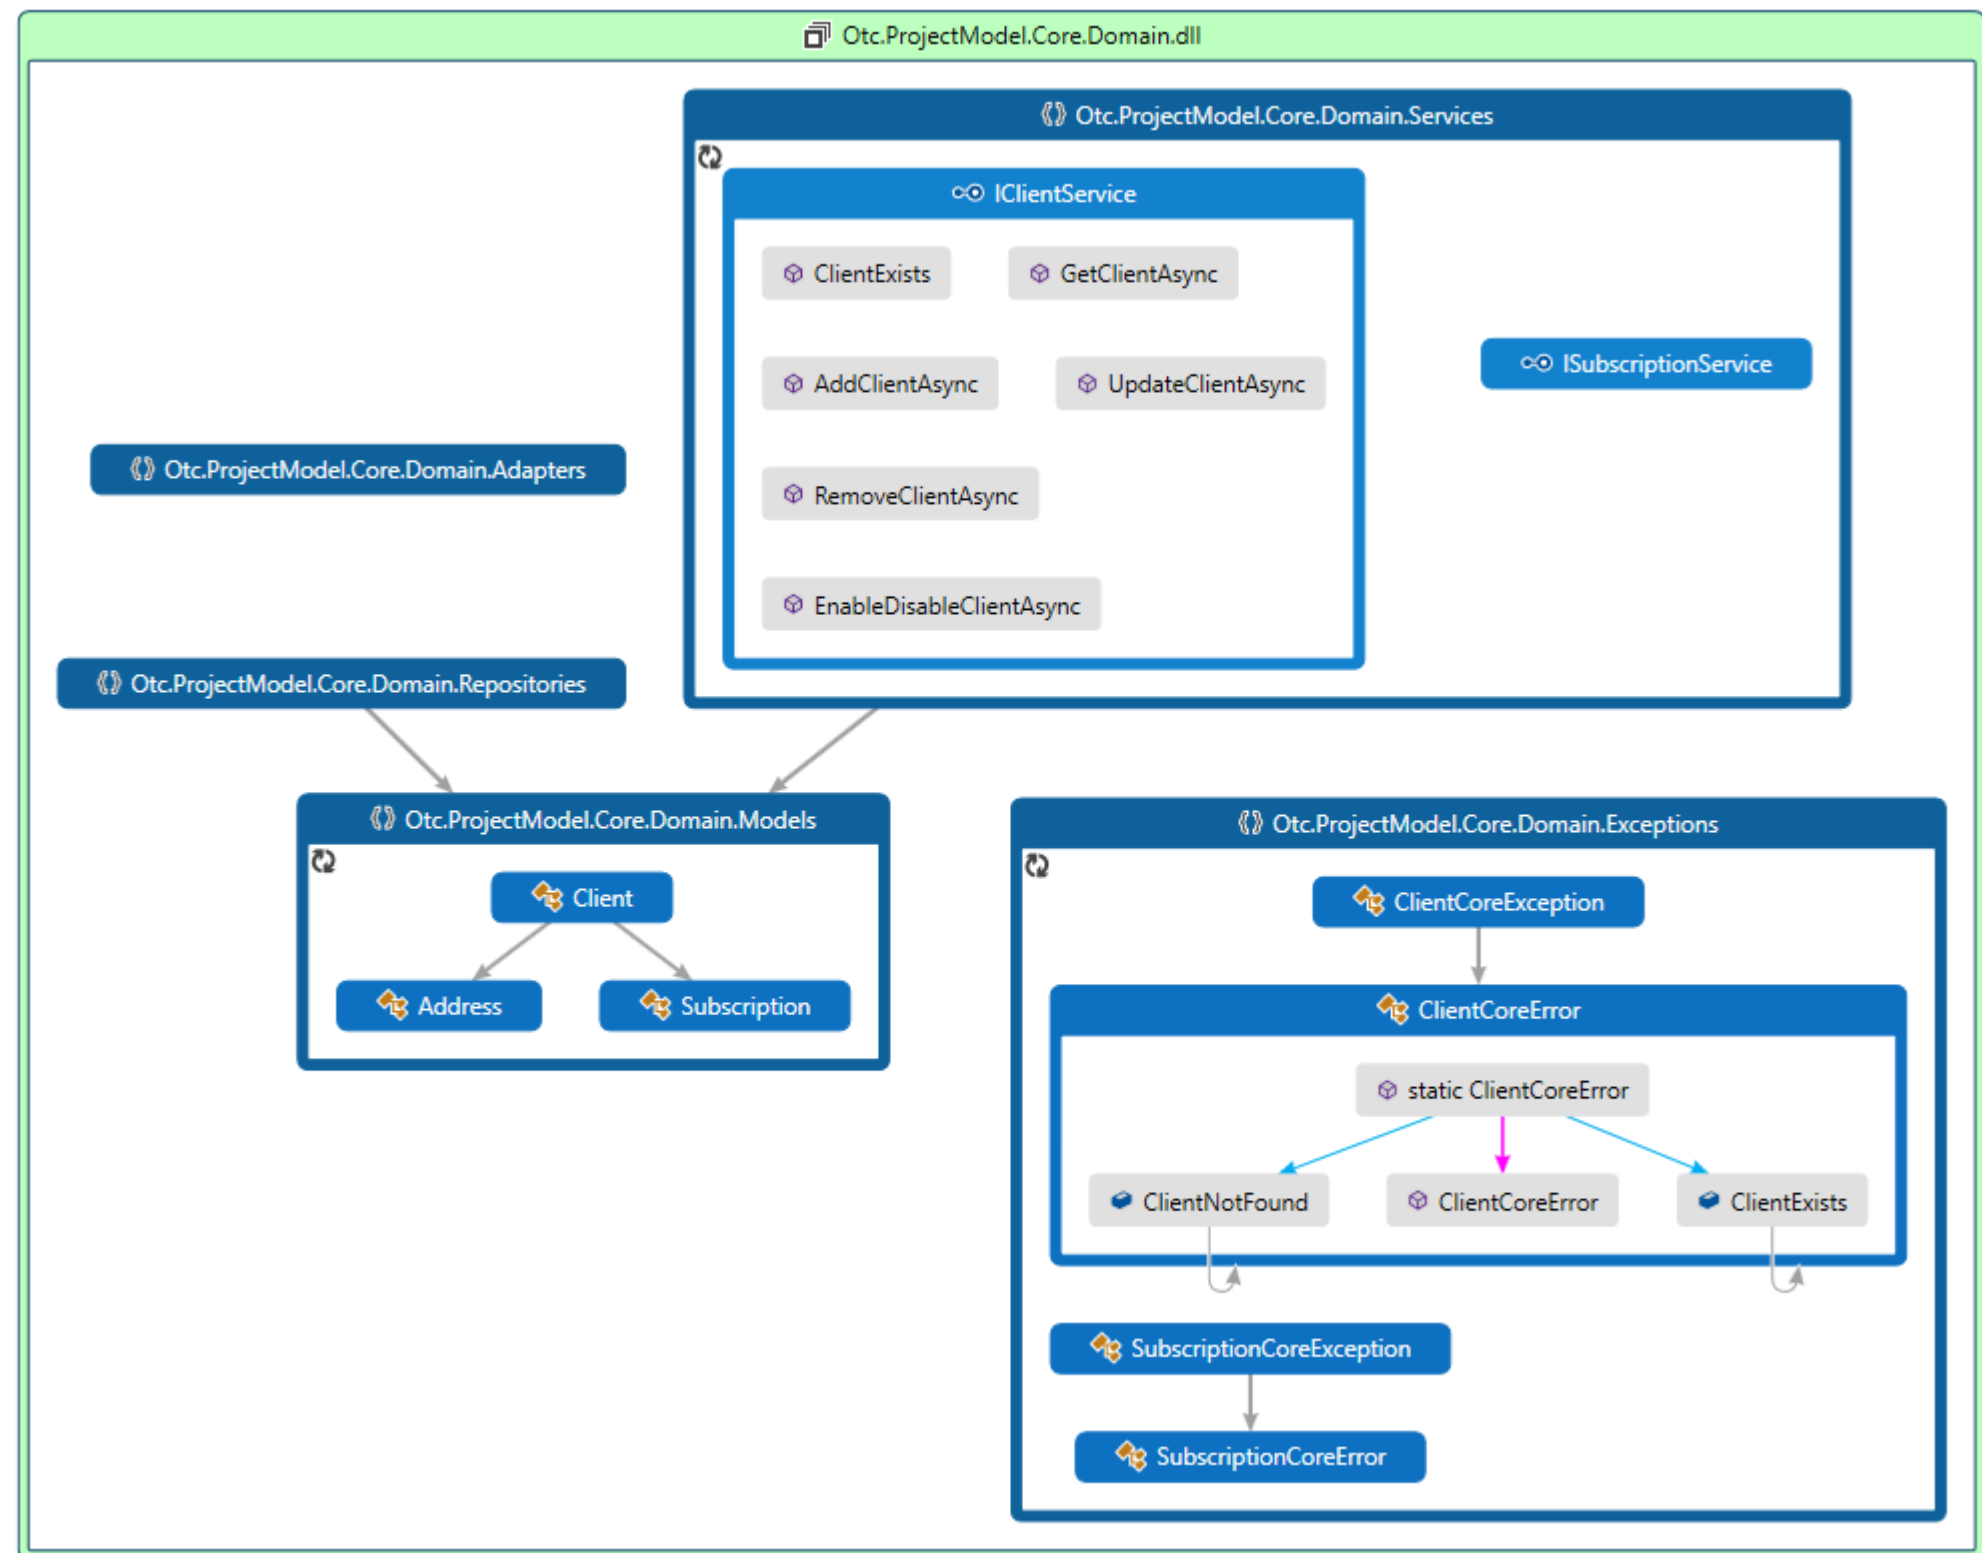 Otc.ProjectModel.Core.Domain.dll
Otc.ProjectModel.Core.Domain.Services
IClientService
ClientExists
GetClientAsync
AddClientAsync
UpdateClientAsync
ISubscriptionService
RemoveClientAsync
EnableDisableClientAsync
Otc.ProjectModel.Core.Domain.Adapters
Otc.ProjectModel.Core.Domain.Repositories
Otc.ProjectModel.Core.Domain.Models
Client
Address
Subscription
Otc.ProjectModel.Core.Domain.Exceptions
ClientCoreException
ClientCoreError
static ClientCoreError
ClientNotFound
ClientCoreError
ClientExists
SubscriptionCoreException
SubscriptionCoreError